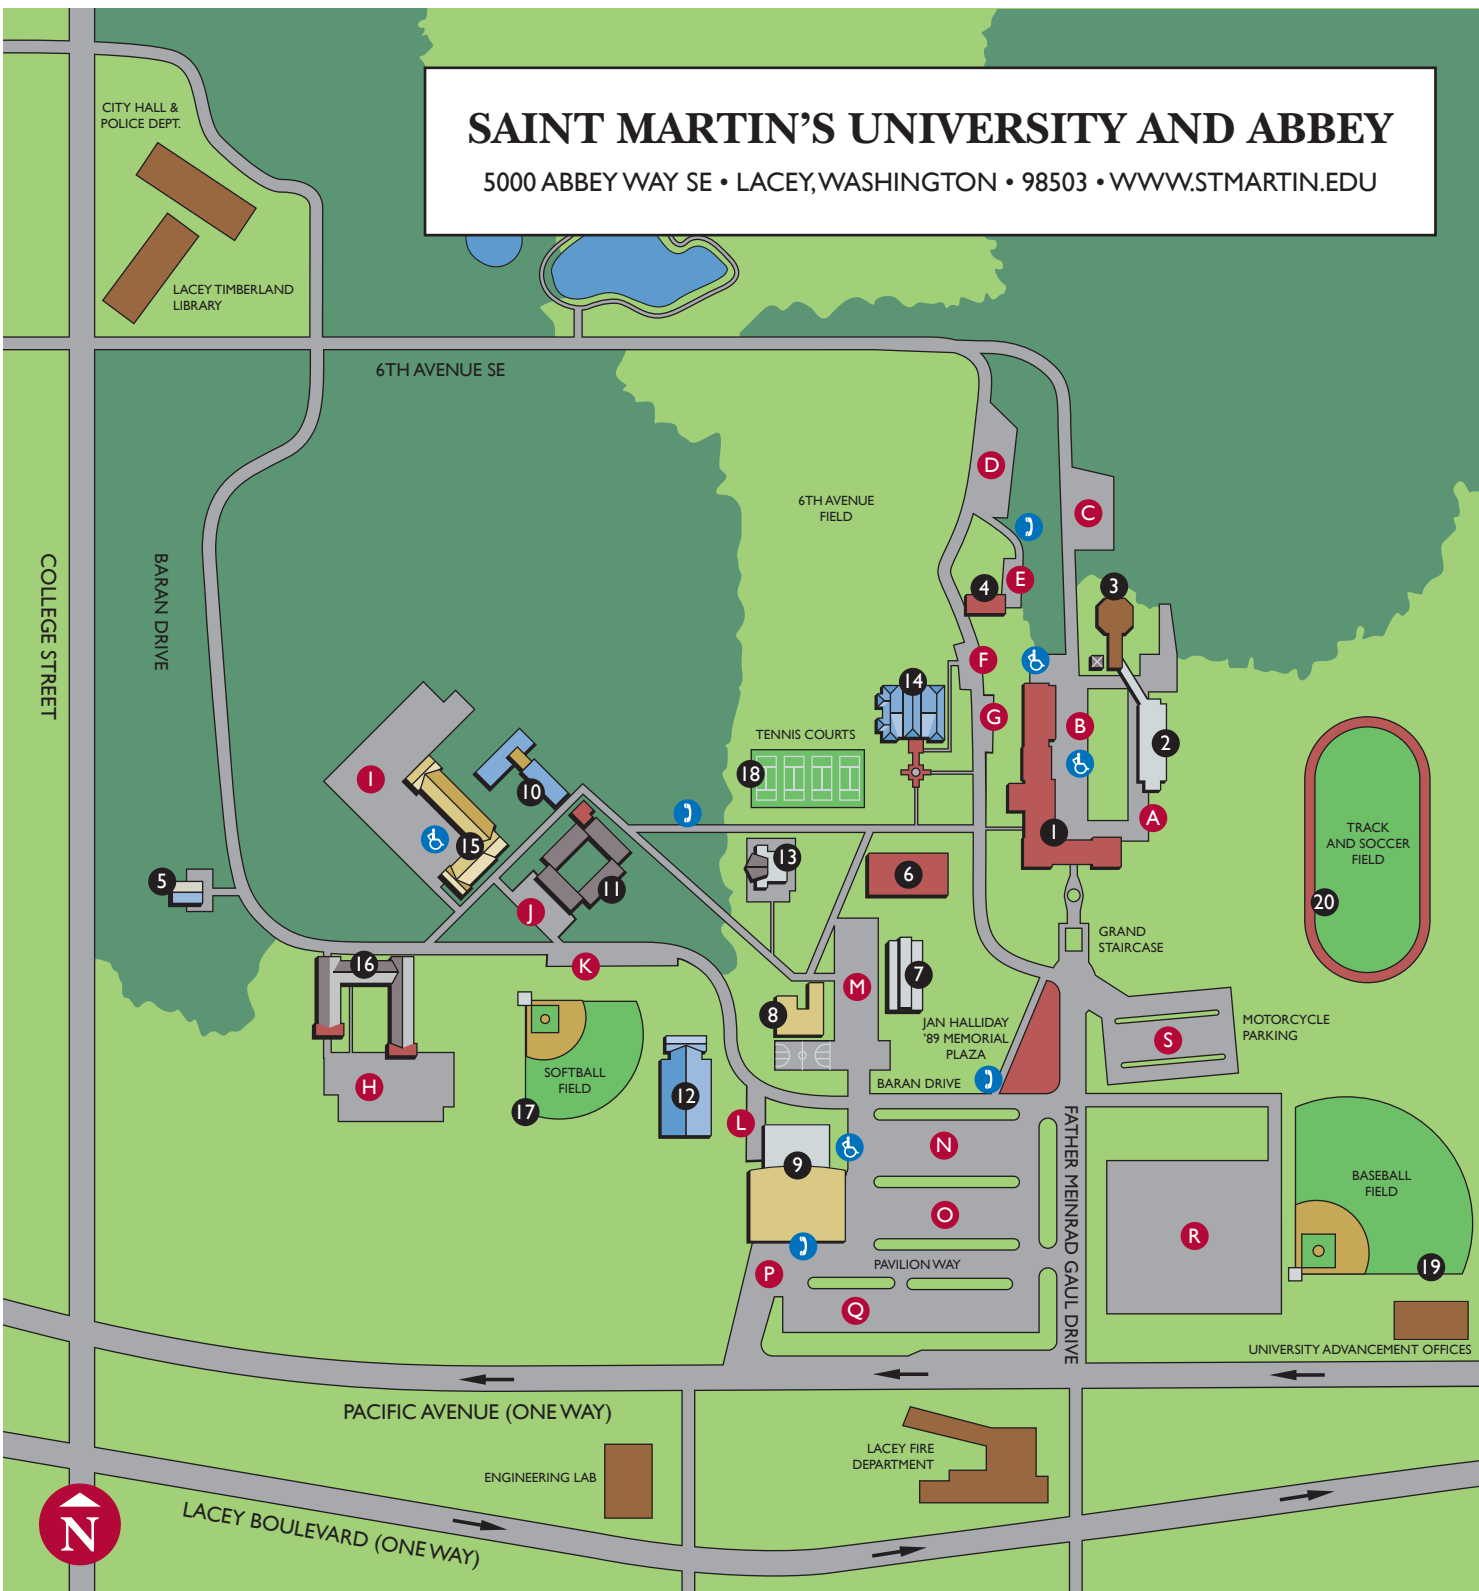 SAINT MARTIN'S UNIVERSITY AND ABBEY
5000 ABBEY WAY SE • LACEY, WASHINGTON • 98503 • WWW.STMARTIN.EDU
CITY HALL &
POLICE DEPT.
LACEY TIMBERLAND
LIBRARY
6TH AVENUE SE
COLLEGE STREET
BARAN DRIVE
6TH AVENUE
FIELD
D
C
E
4
3
F
14
G
B
2
TENNIS COURTS
18
I
10
15
A
1
TRACK
AND SOCCER
FIELD
20
5
11
13
6
J
GRAND
STAIRCASE
16
K
7
M
8
JAN HALLIDAY
'89 MEMORIAL
PLAZA
S
MOTORCYCLE
PARKING
SOFTBALL
FIELD
H
17
12
BARAN DRIVE
L
N
9
O
FATHER MEINRAD GAUL DRIVE
BASEBALL
FIELD
R
19
PAVILION WAY
P
Q
UNIVERSITY ADVANCEMENT OFFICES
PACIFIC AVENUE (ONE WAY)
LACEY FIRE
DEPARTMENT
ENGINEERING LAB
LACEY BOULEVARD (ONE WAY)
N